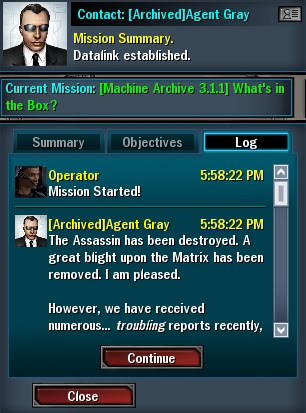 Contact: [Archived]Agent Gray
Mission Summary.
Datalink established.
Current Mission: [Machine Archive 3.1.1] What's in
the Box?
Summary
Objectives
Log
Operator 5:58:22 PM
Mission Started!
[Archived]Agent Gray 5:58:22 PM
The Assassin has been destroyed. A
great blight upon the Matrix has been
removed. I am pleased.
However, we have received
numerous... troubling reports recently,
Continue
Close